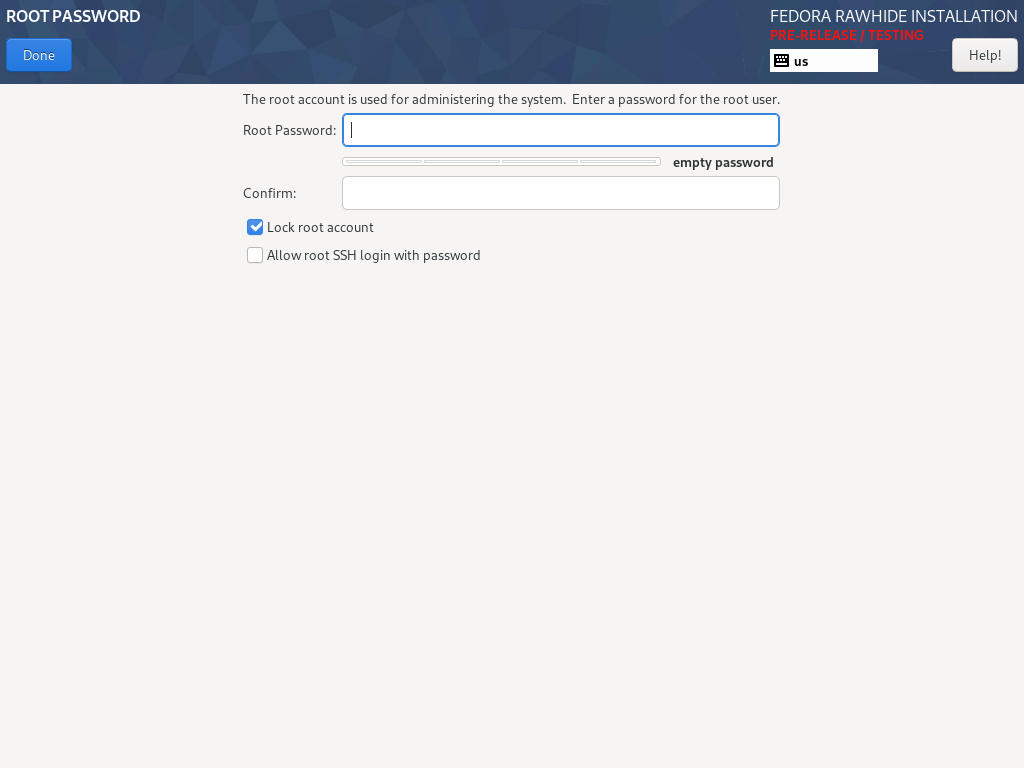 ROOT PASSWORD
FEDORA RAWHIDE INSTALLATION
PRE-RELEASE / TESTING
Done
us
Help!
The root account is used for administering the system.  Enter a password for the root user.
Root Password:
empty password
Confirm:
Lock root account
Allow root SSH login with password